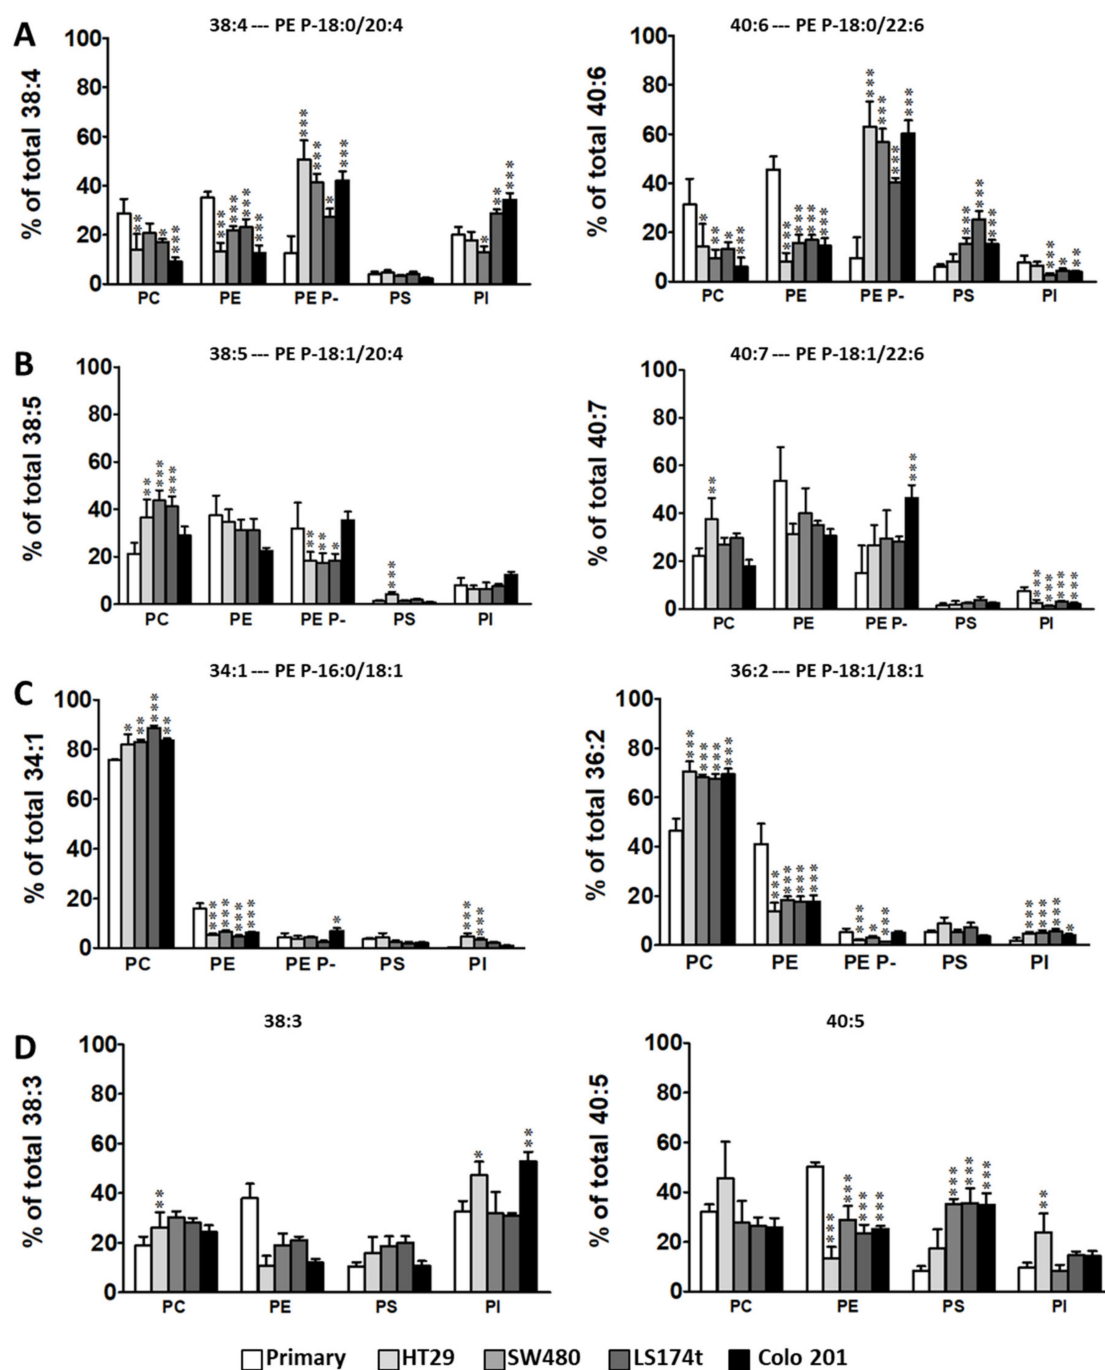 A
38:4 --- PE P-18:0/20:4
40:6 --- PE P-18:0/22:6
% of total 38:4
100
80
60
40
20
0
** * *** *** *** *** *** *** *** * *** * ** ***
PC PE PE P- PS PI
% of total 40:6
100
80
60
40
20
0
* ** * *** *** *** *** *** *** *** *** *** *** *** *** *** * **
PC PE PE P- PS PI
B
38:5 --- PE P-18:1/20:4
40:7 --- PE P-18:1/22:6
% of total 38:5
100
80
60
40
20
0
** *** *** ** ** * ***
PC PE PE P- PS PI
% of total 40:7
100
80
60
40
20
0
** *** *** *** *** ***
PC PE PE P- PS PI
C
34:1 --- PE P-16:0/18:1
36:2 --- PE P-18:1/18:1
% of total 34:1
100
80
60
40
20
0
* ** *** ** *** *** *** *** * *** ***
PC PE PE P- PS PI
% of total 36:2
100
80
60
40
20
0
*** *** *** *** *** *** *** *** *** * *** *** *** *** *
PC PE PE P- PS PI
D
38:3
40:5
% of total 38:3
100
80
60
40
20
0
** * **
PC PE PS PI
% of total 40:5
100
80
60
40
20
0
*** *** *** *** *** *** *** **
PC PE PS PI
Primary HT29 SW480 LS174t Colo 201